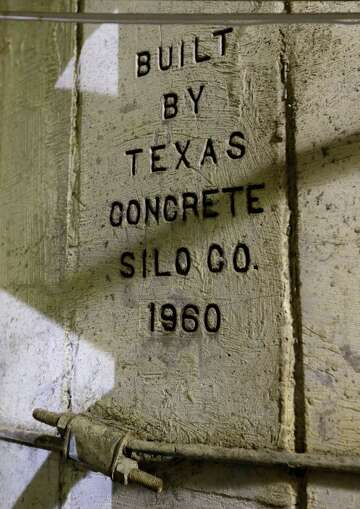 BUILT
BY
TEXAS
CONCRETE
SILO CO.
1960